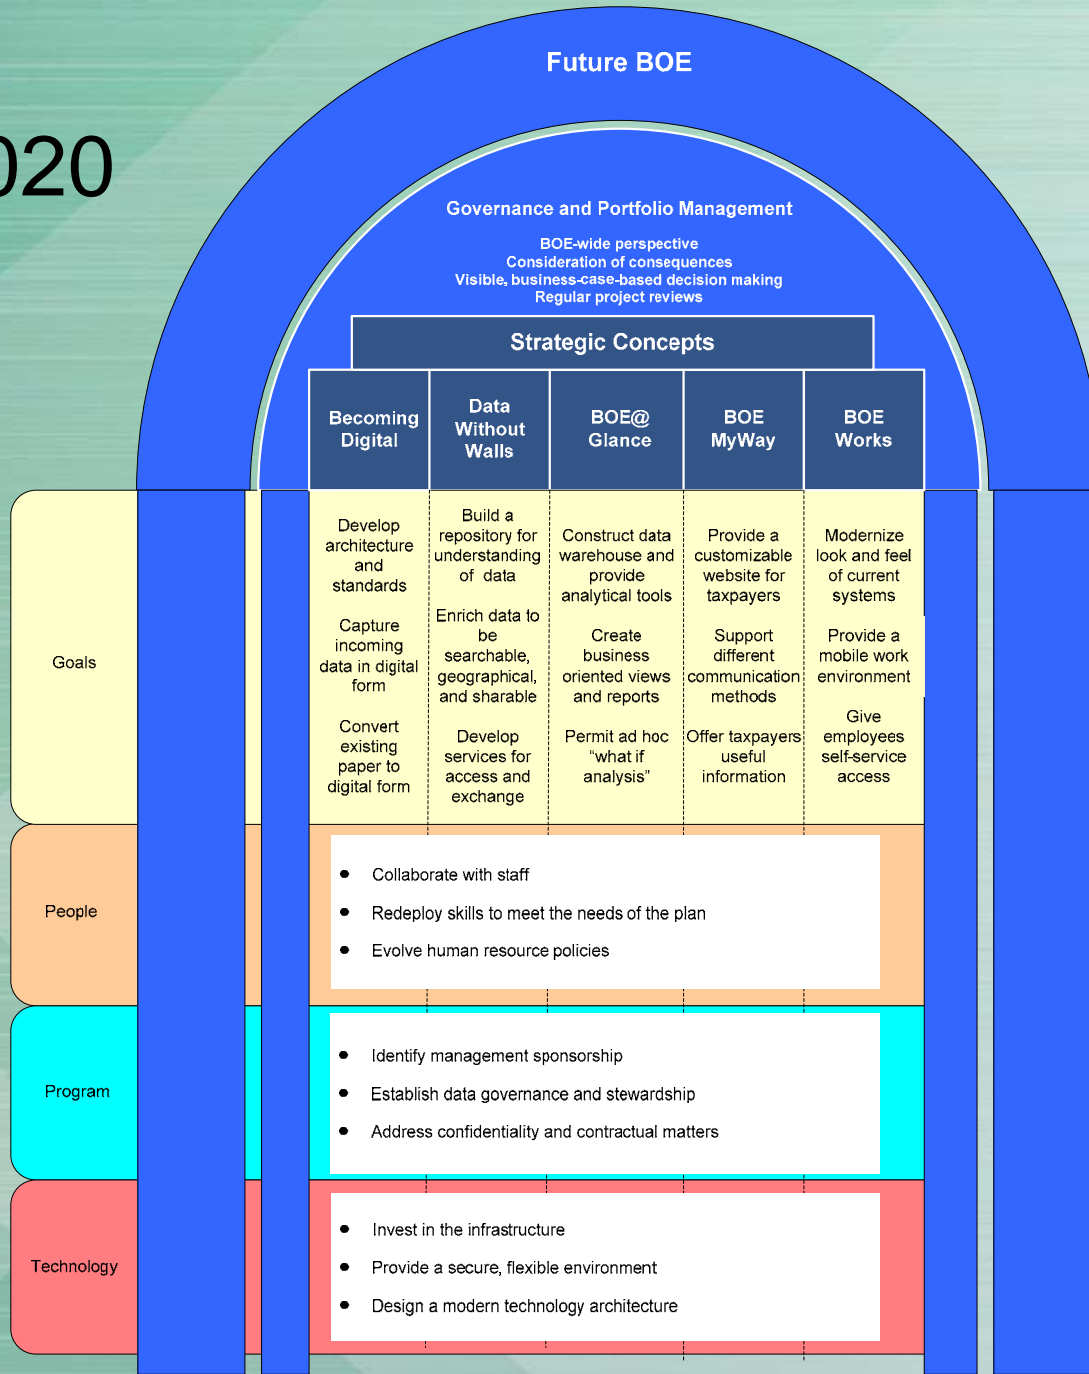 Future BOE
020
Governance and Portfolio Management
BOE-wide perspective
Consideration of consequences
Visible, business-case-based decision making
Regular project reviews
Strategic Concepts
Becoming
Digital
Data
Without
Walls
BOE@
Glance
BOE
MyWay
BOE
Works
Goals
Develop
architecture
and
standards
Capture
incoming
data in digital
form
Convert
existing
paper to
digital form
Build a
repository for
understanding
of data
Enrich data to
be
searchable,
geographical,
and sharable
Develop
services for
access and
exchange
Construct data
warehouse and
provide
analytical tools
Create
business
oriented views
and reports
Permit ad hoc
“what if
analysis”
Provide a
customizable
website for
taxpayers
Support
different
communication
methods
Offer taxpayers
useful
information
Modernize
look and feel
of current
systems
Provide a
mobile work
environment
Give
employees
self-service
access
People
• Collaborate with staff
• Redeploy skills to meet the needs of the plan
• Evolve human resource policies
Program
• Identify management sponsorship
• Establish data governance and stewardship
• Address confidentiality and contractual matters
Technology
• Invest in the infrastructure
• Provide a secure, flexible environment
• Design a modern technology architecture